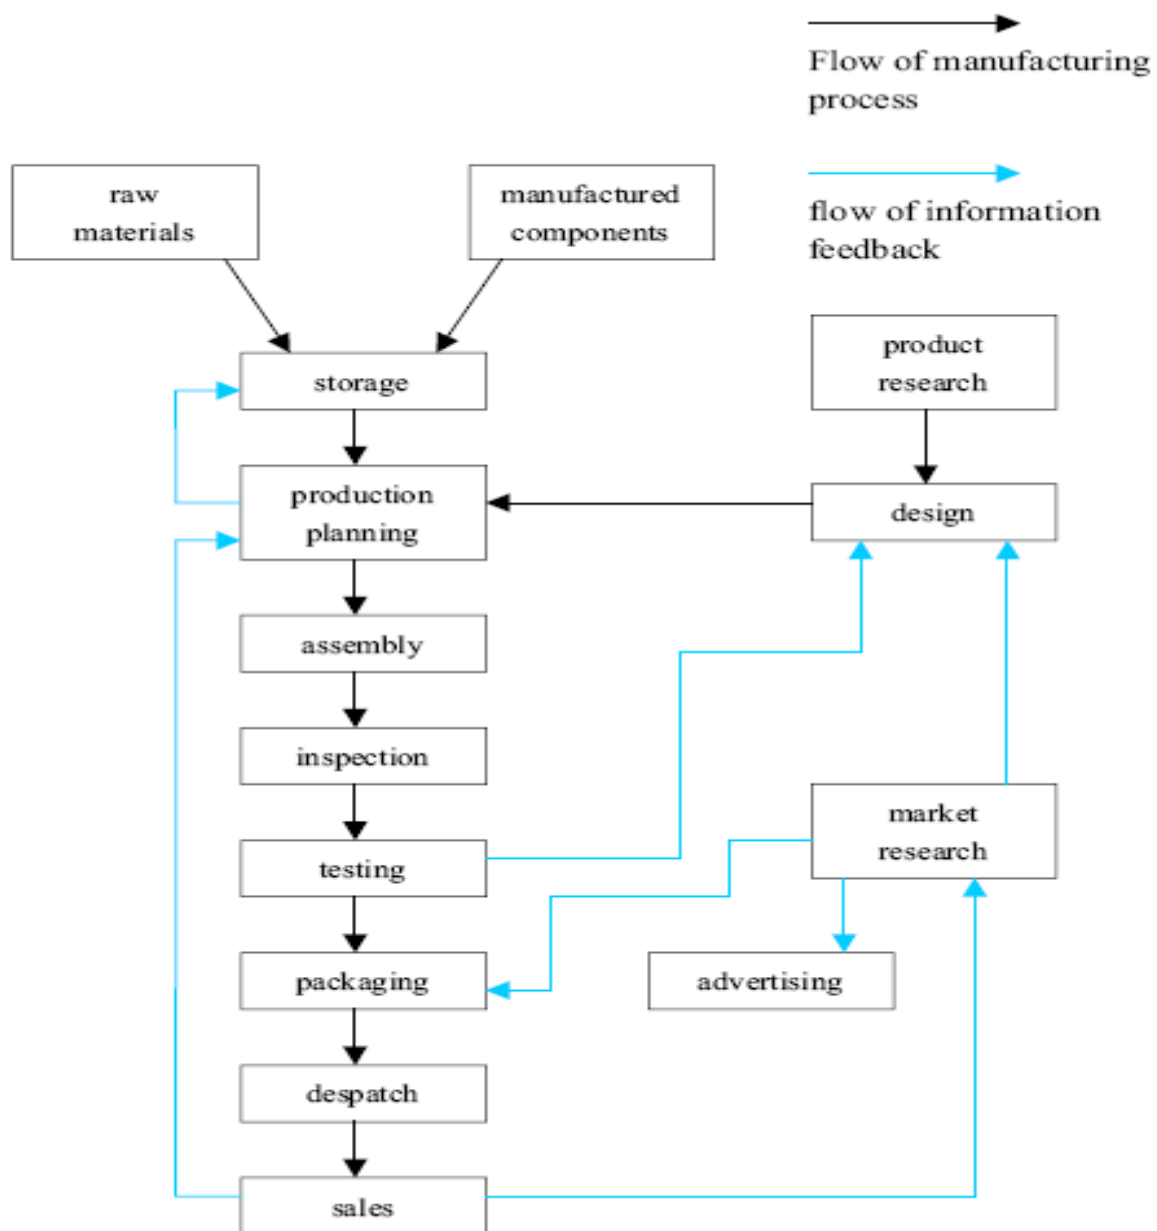 Flow of manufacturing
process
flow of information
feedback
raw
materials
manufactured
components
product
research
storage
production
planning
design
assembly
inspection
market
research
testing
packaging
advertising
despatch
sales